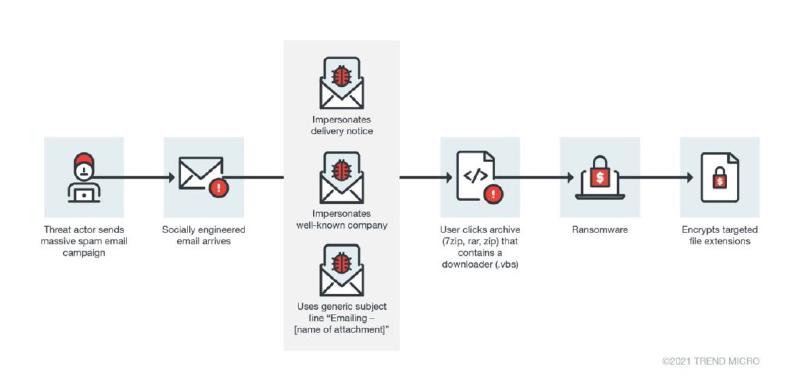 Impersonates
delivery notice
Impersonates
well-known company
Uses generic subject
line “Emailing –
[name of attachment]”
Threat actor sends
massive spam email
campaign
Socially engineered
email arrives
User clicks archive
(7zip, rar, zip) that
contains a
downloader (.vbs)
Ransomware
Encrypts targeted
file extensions
</> 
!
!
$
$
©2021 TREND MICRO